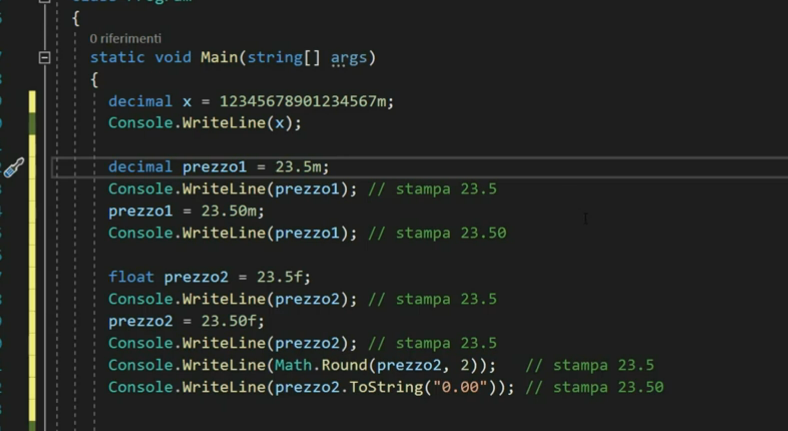 {
0 riferimenti
static void Main(string[] args)
{
decimal x = 12345678901234567m;
Console.WriteLine(x);
decimal prezzo1 = 23.5m;
Console.WriteLine(prezzo1); // stampa 23.5
prezzo1 = 23.50m;
Console.WriteLine(prezzo1); // stampa 23.50
float prezzo2 = 23.5f;
Console.WriteLine(prezzo2); // stampa 23.5
prezzo2 = 23.50f;
Console.WriteLine(prezzo2); // stampa 23.5
Console.WriteLine(Math.Round(prezzo2, 2)); // stampa 23.5
Console.WriteLine(prezzo2.ToString("0.00")); // stampa 23.50